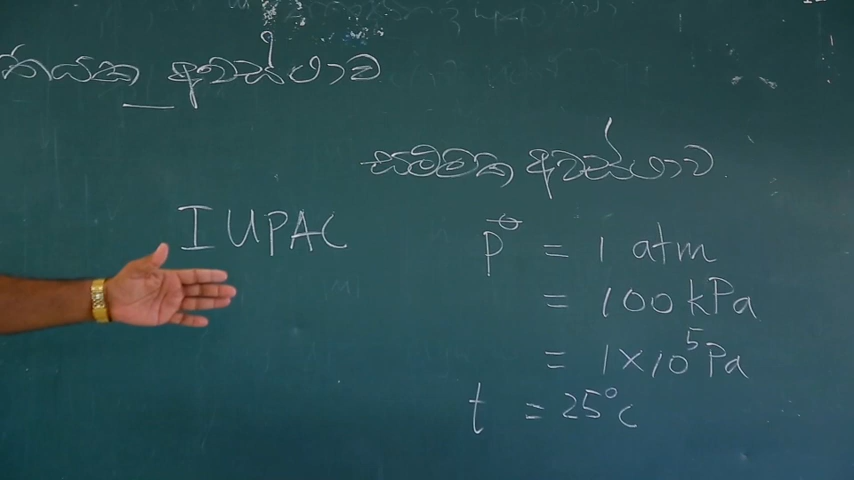 අවස්ථාව
සම්මත අවස්ථාව
IUPAC
P^⦵ = 1 atm
= 100 kPa
= 1×10⁵ Pa
t = 25°C